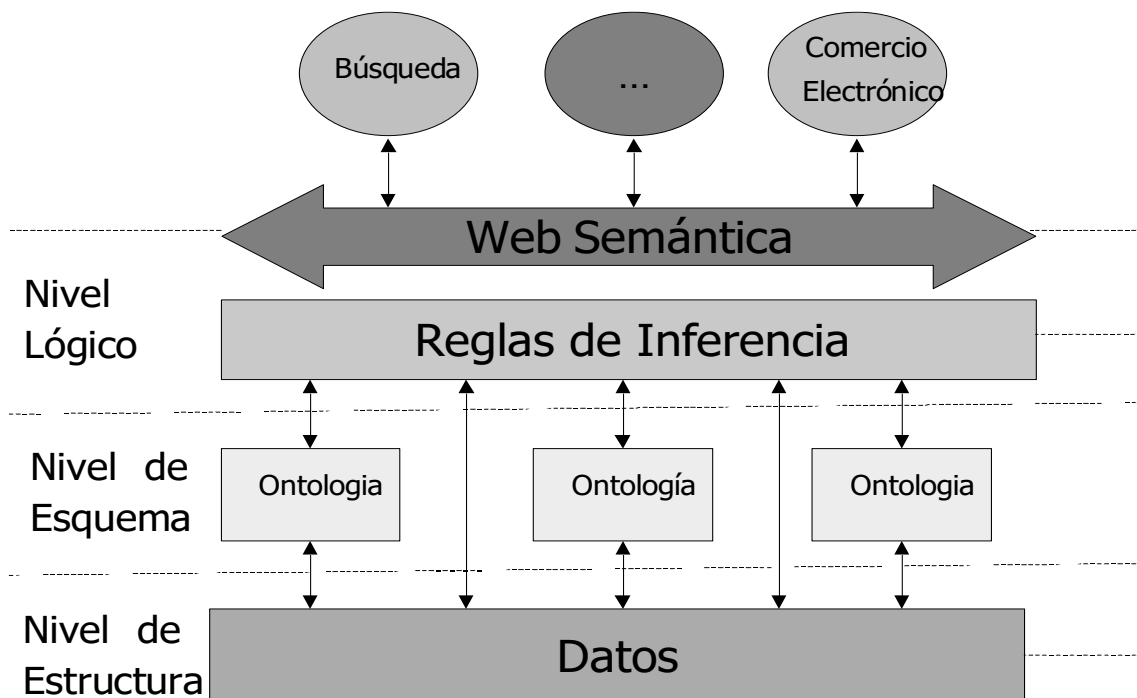 Búsqueda
...
Comercio
Electrónico
Web Semántica
Nivel
Lógico
Reglas de Inferencia
Nivel de
Esquema
Ontologia
Ontología
Ontologia
Nivel de
Estructura
Datos